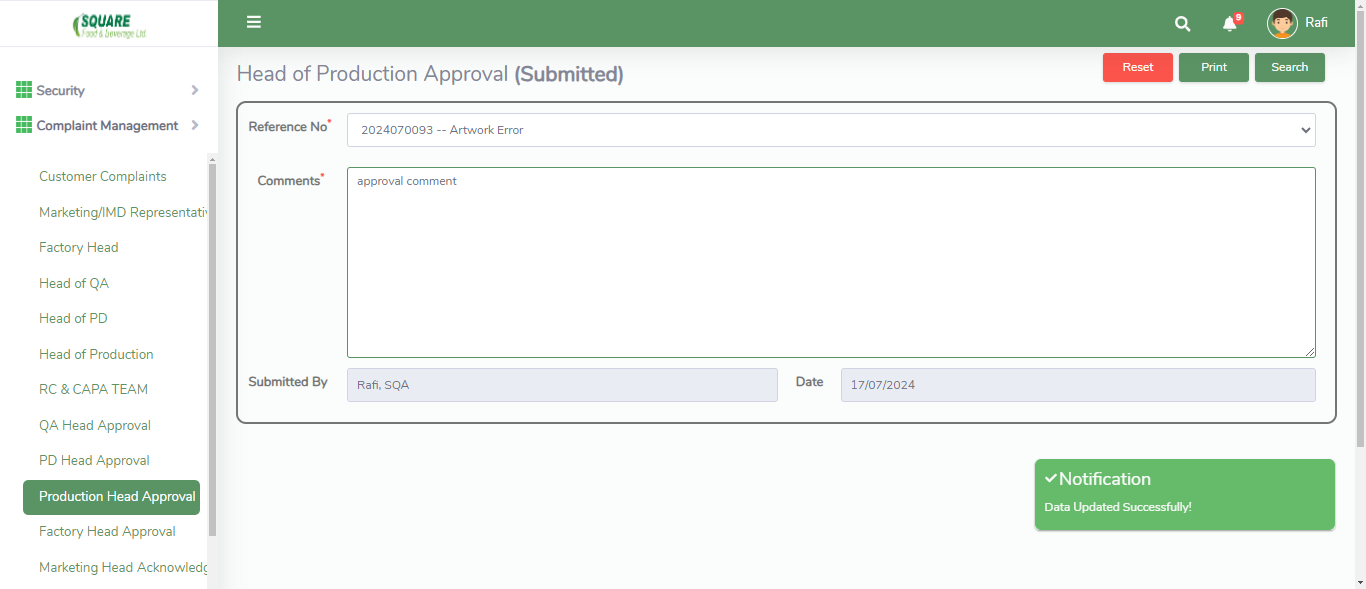 SQUARE
Food & Beverage Ltd.
9
Rafi
Security
Complaint Management
Customer Complaints
Marketing/IMD Representativ
Factory Head
Head of QA
Head of PD
Head of Production
RC & CAPA TEAM
QA Head Approval
PD Head Approval
Production Head Approval
Factory Head Approval
Marketing Head Acknowledg
Head of Production Approval (Submitted)
Reset Print Search
Reference No* 2024070093 -- Artwork Error
Comments* approval comment
Submitted By Rafi, SQA Date 17/07/2024
Notification
Data Updated Successfully!